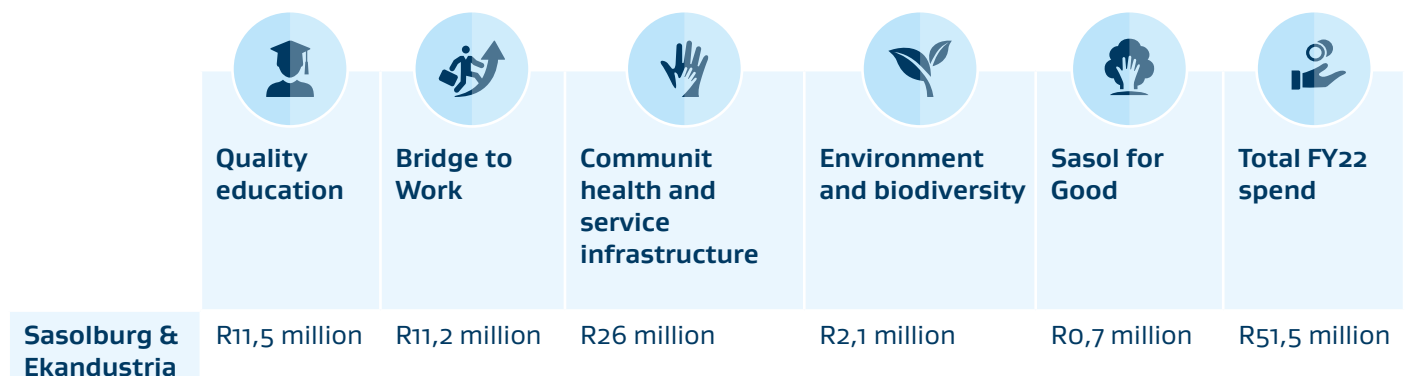 Quality
education
Bridge to
Work
Communit
health and
service
infrastructure
Environment
and biodiversity
Sasol for
Good
Total FY22
spend
Sasolburg &
Ekandustria
R11,5 million
R11,2 million
R26 million
R2,1 million
R0,7 million
R51,5 million